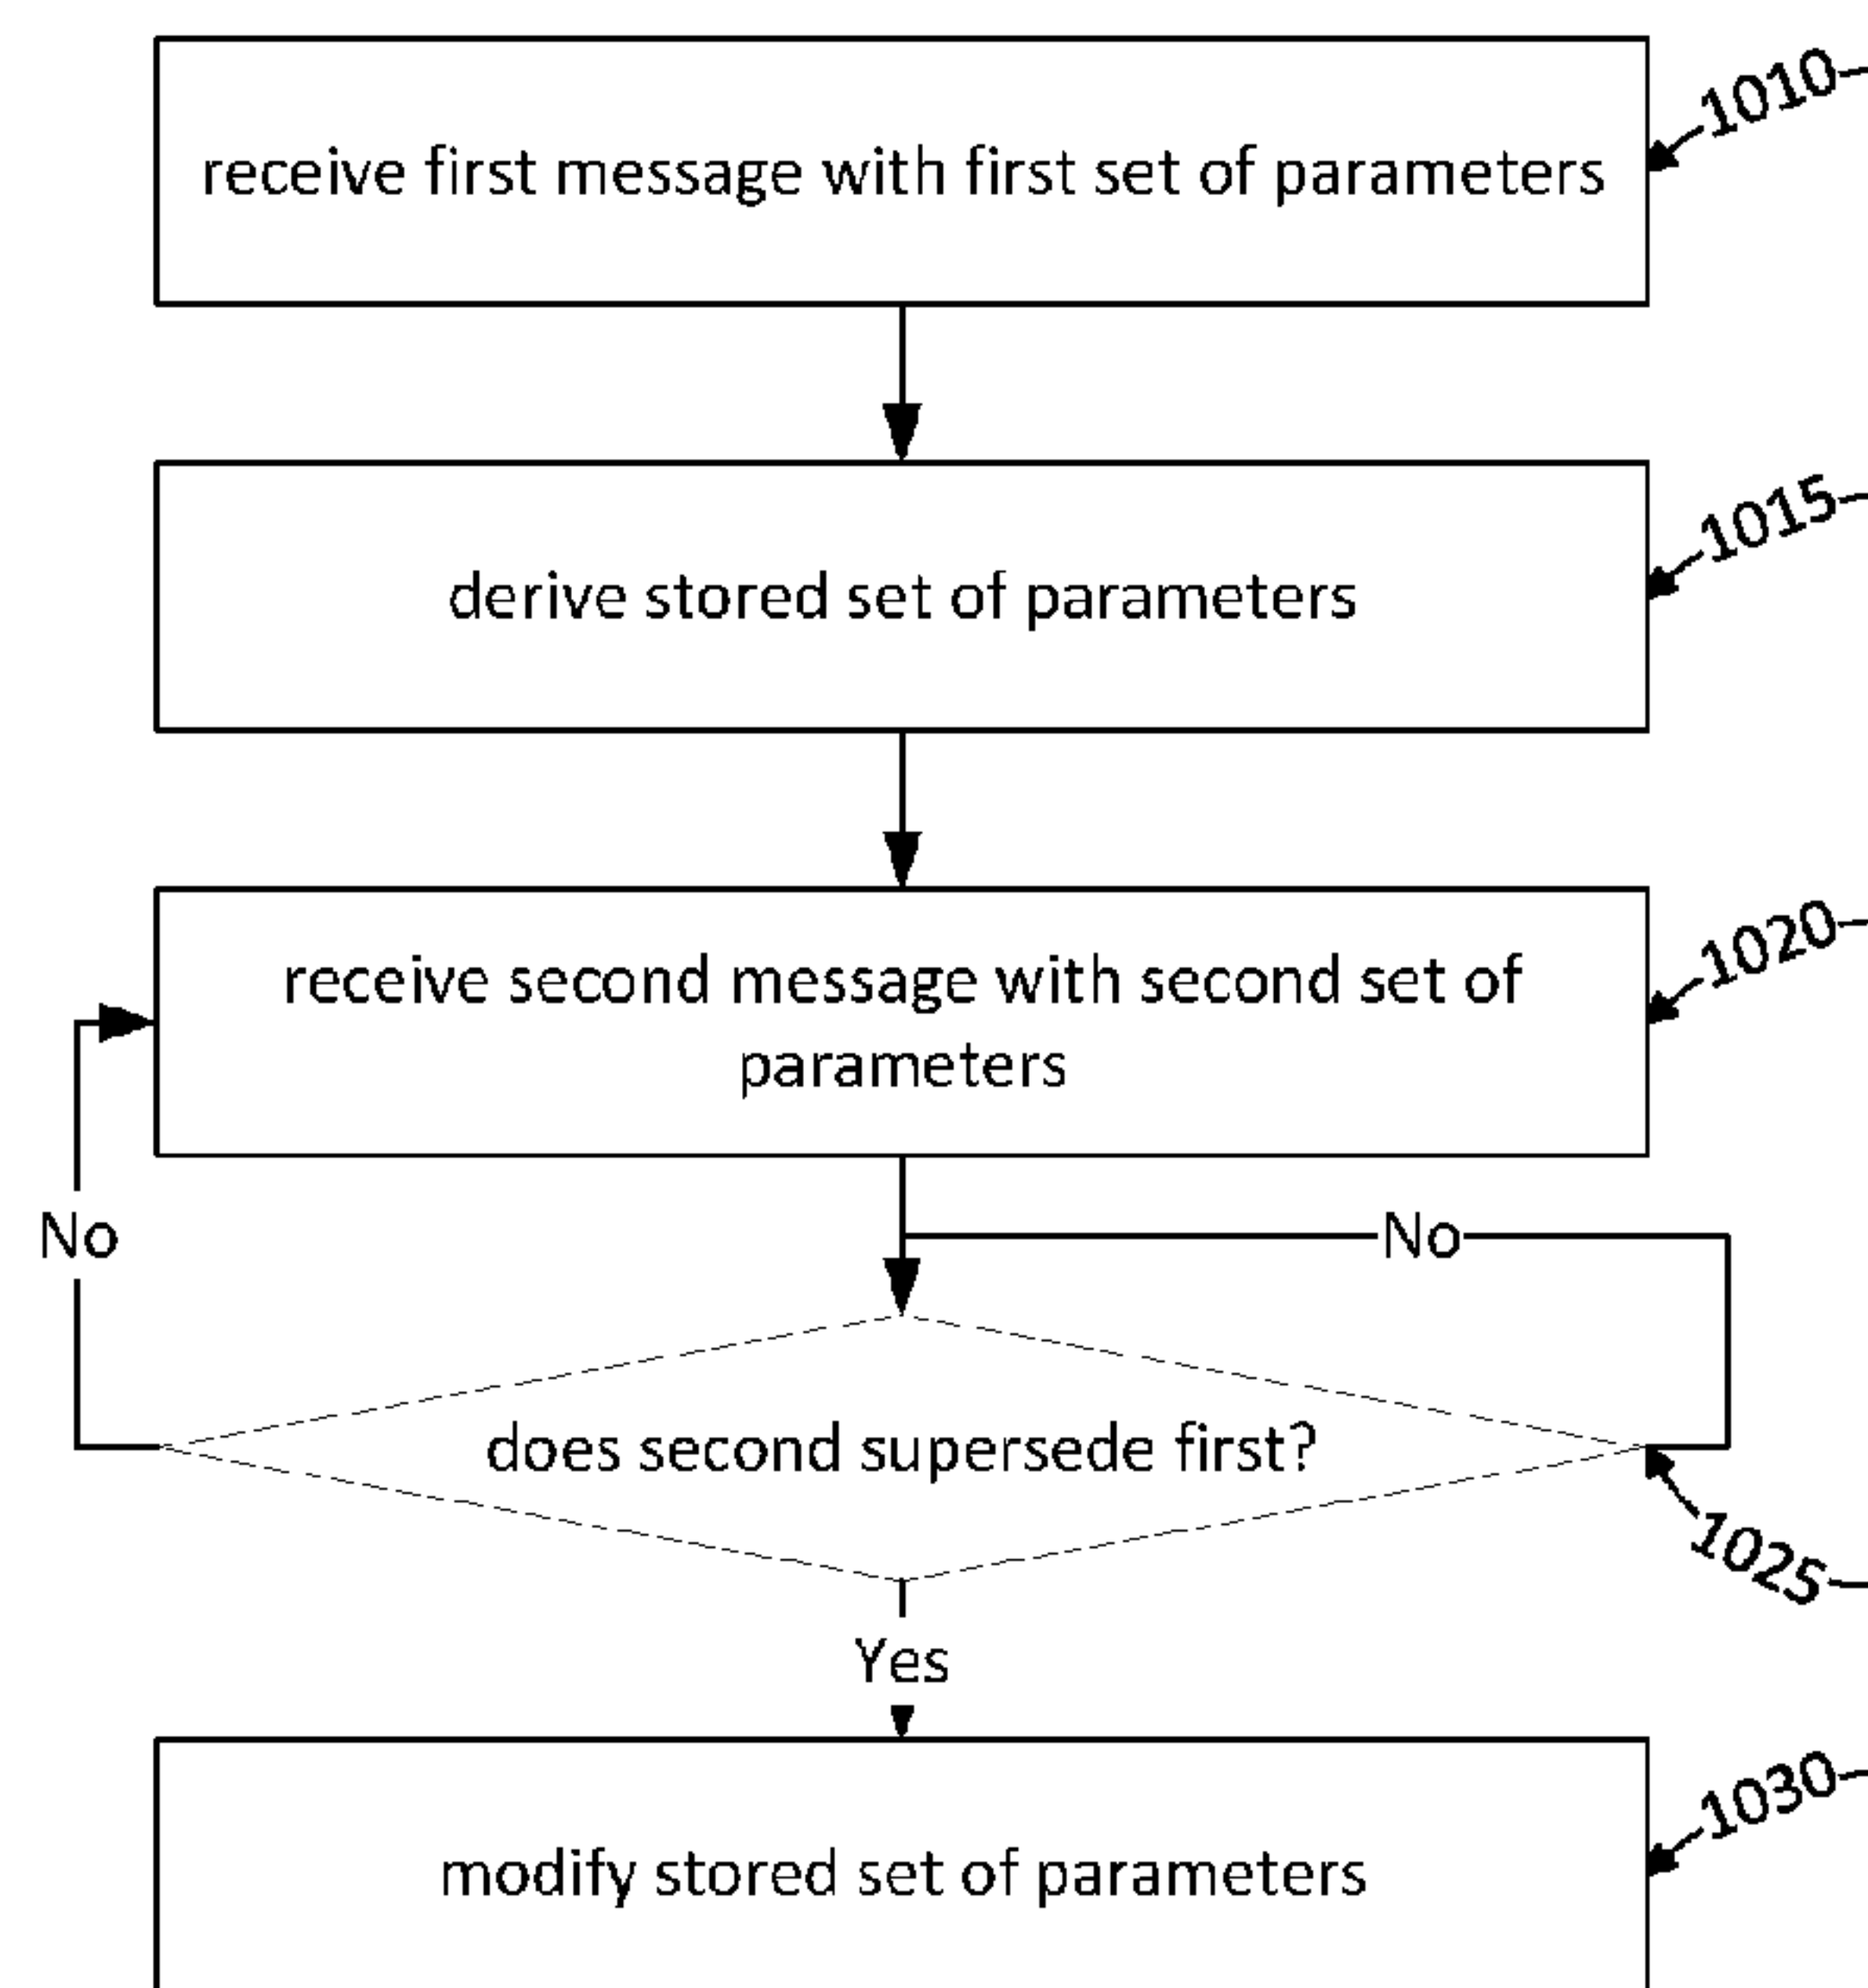 1010
receive first message with first set of parameters
1015
derive stored set of parameters
1020
receive second message with second set of
parameters
No
No
does second supersede first?
1025
Yes
1030
modify stored set of parameters